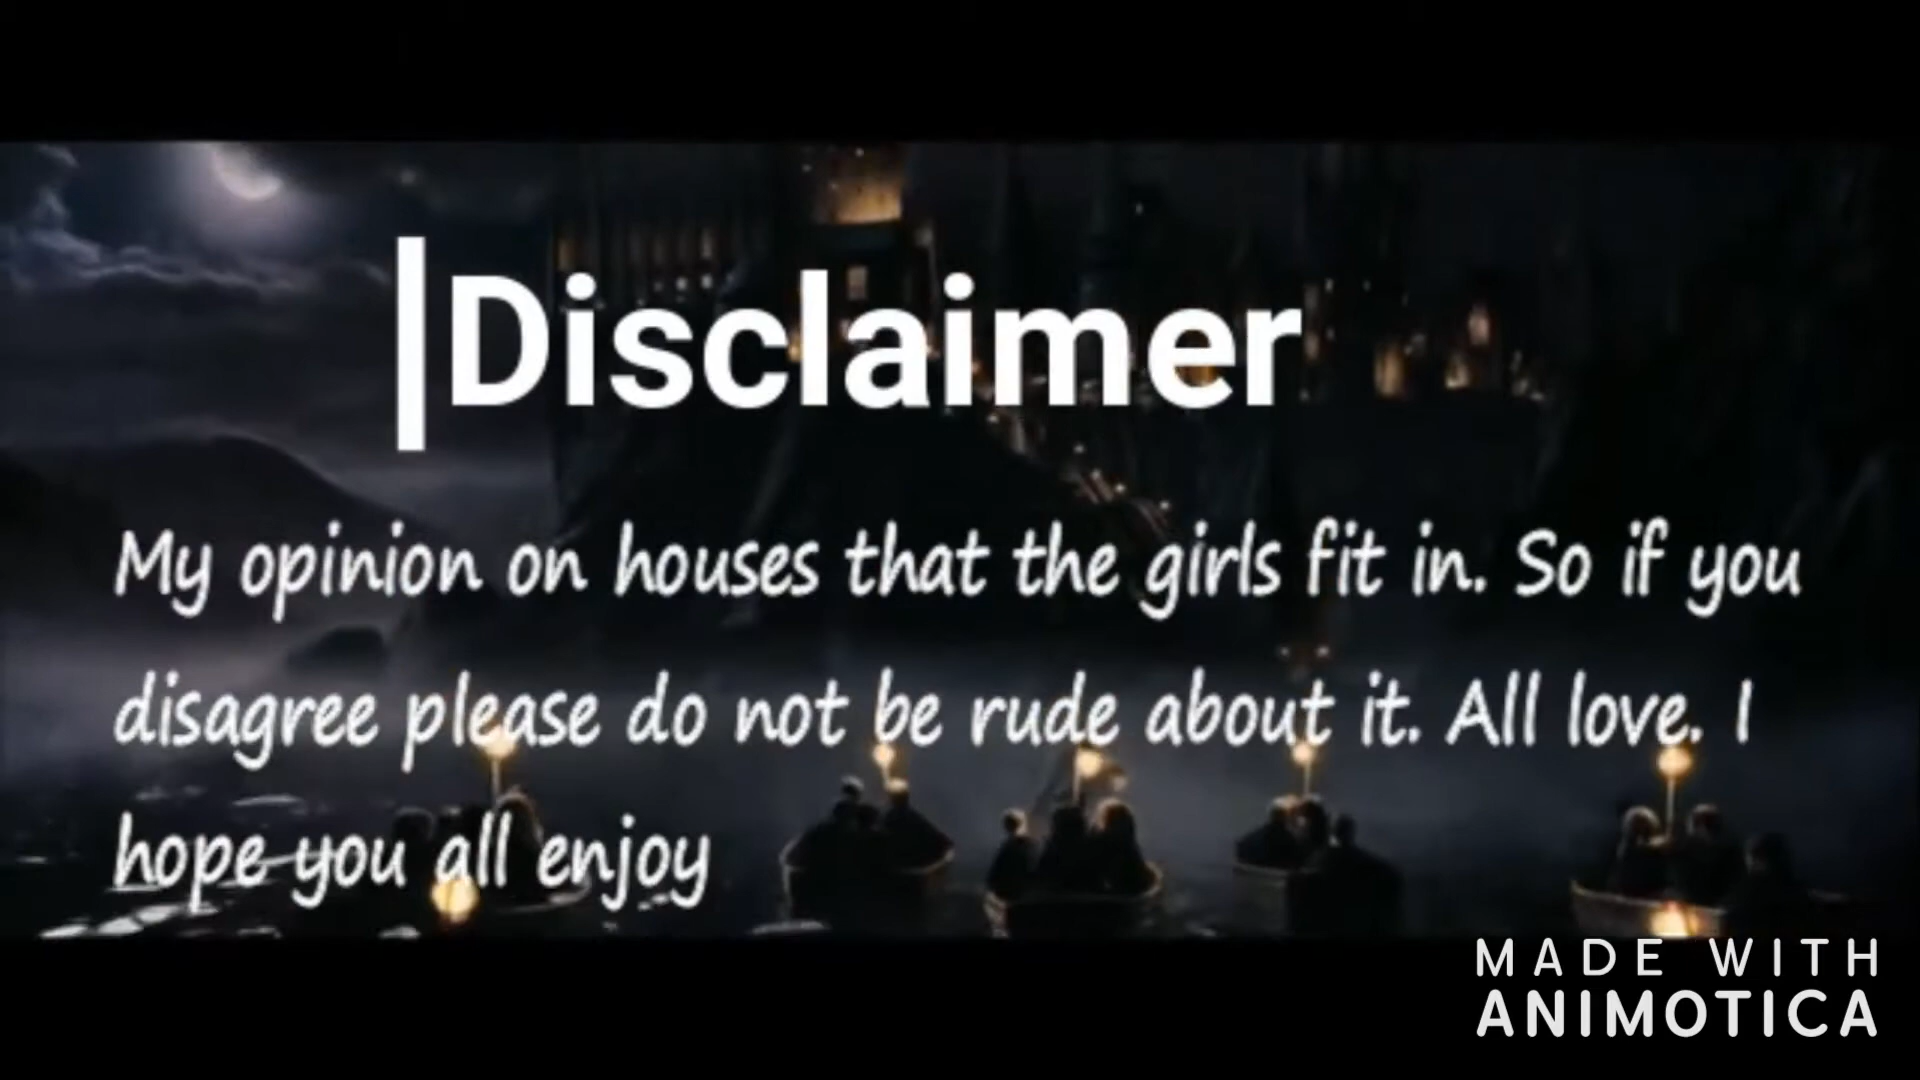 Disclaimer
My opinion on houses that the girls fit in. So if you
disagree please do not be rude about it. All love. I
hope you all enjoy
MADE WITH
ANIMOTICA